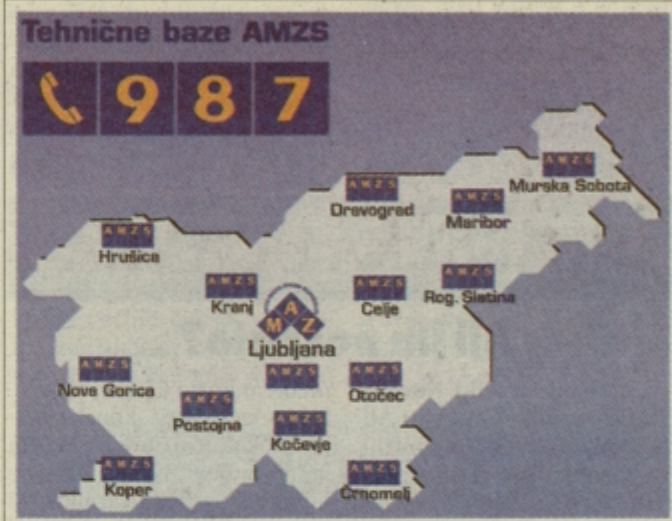 Tehnične baze AMZS
987
AMZS
Murska Sobota
AMZS
Dravograd
AMZS
Maribor
AMZS
Hrušica
AMZS
Kranj
AMZ
Ljubljana
AMZS
AMZS
Celje
AMZS
Rog. Slatina
AMZS
Nova Gorica
AMZS
Postojna
AMZS
Otočec
AMZS
Kočevje
AMZS
Koper
AMZS
Črnomelj